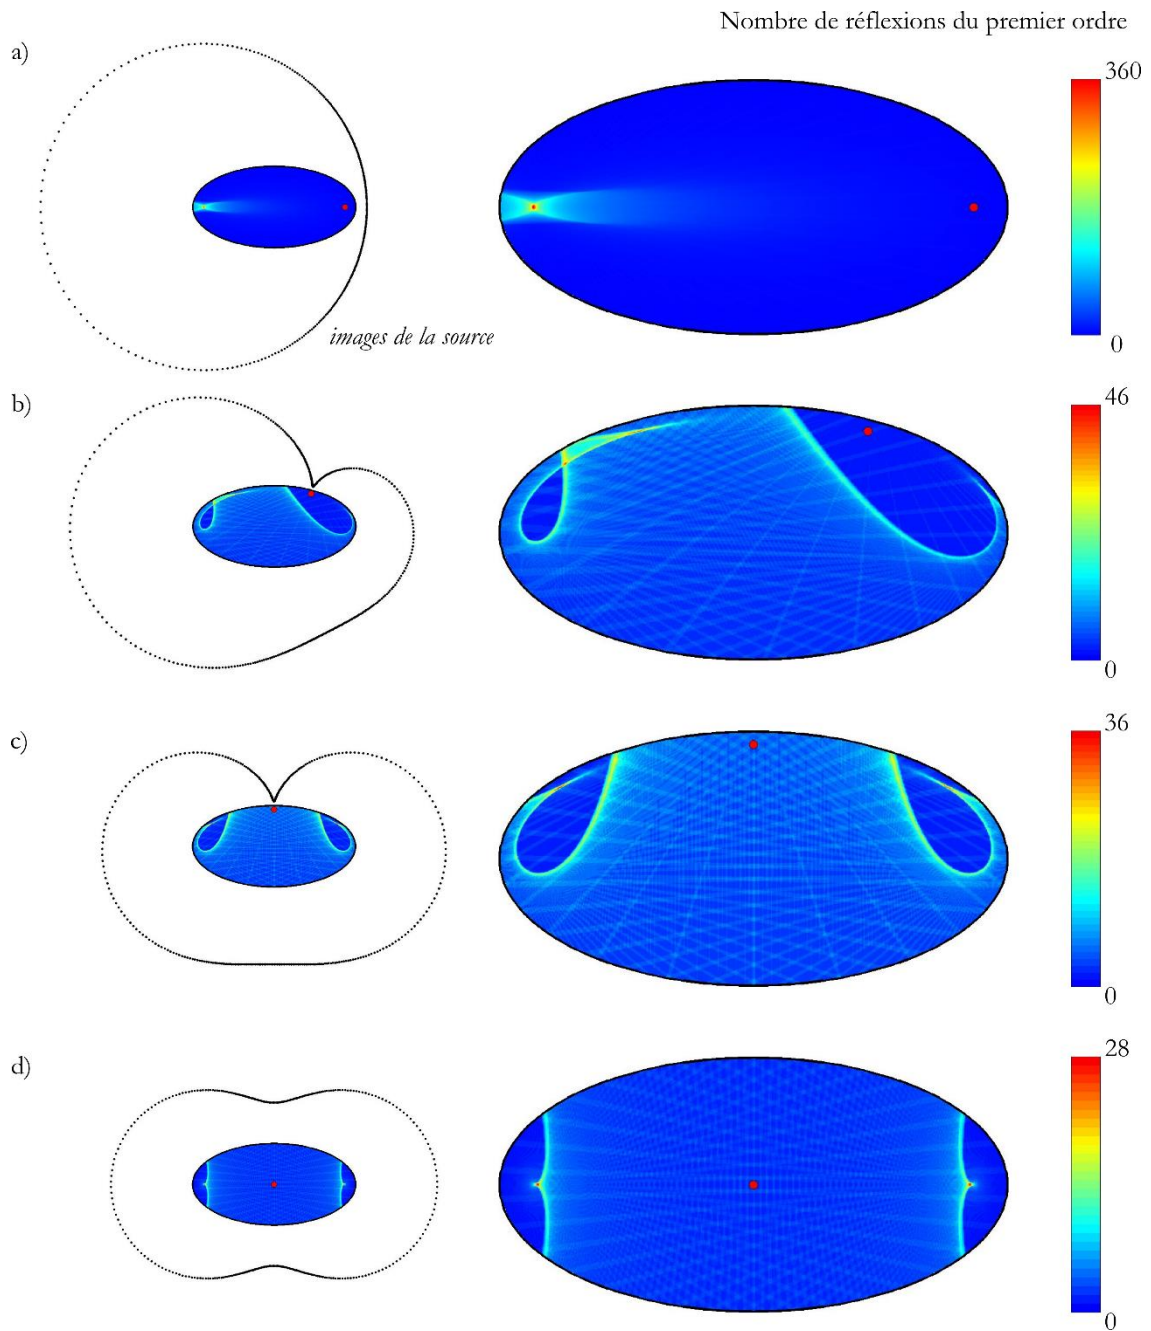 Nombre de réflexions du premier ordre
a)
360
images de la source
0
b)
46
0
c)
36
0
d)
28
0